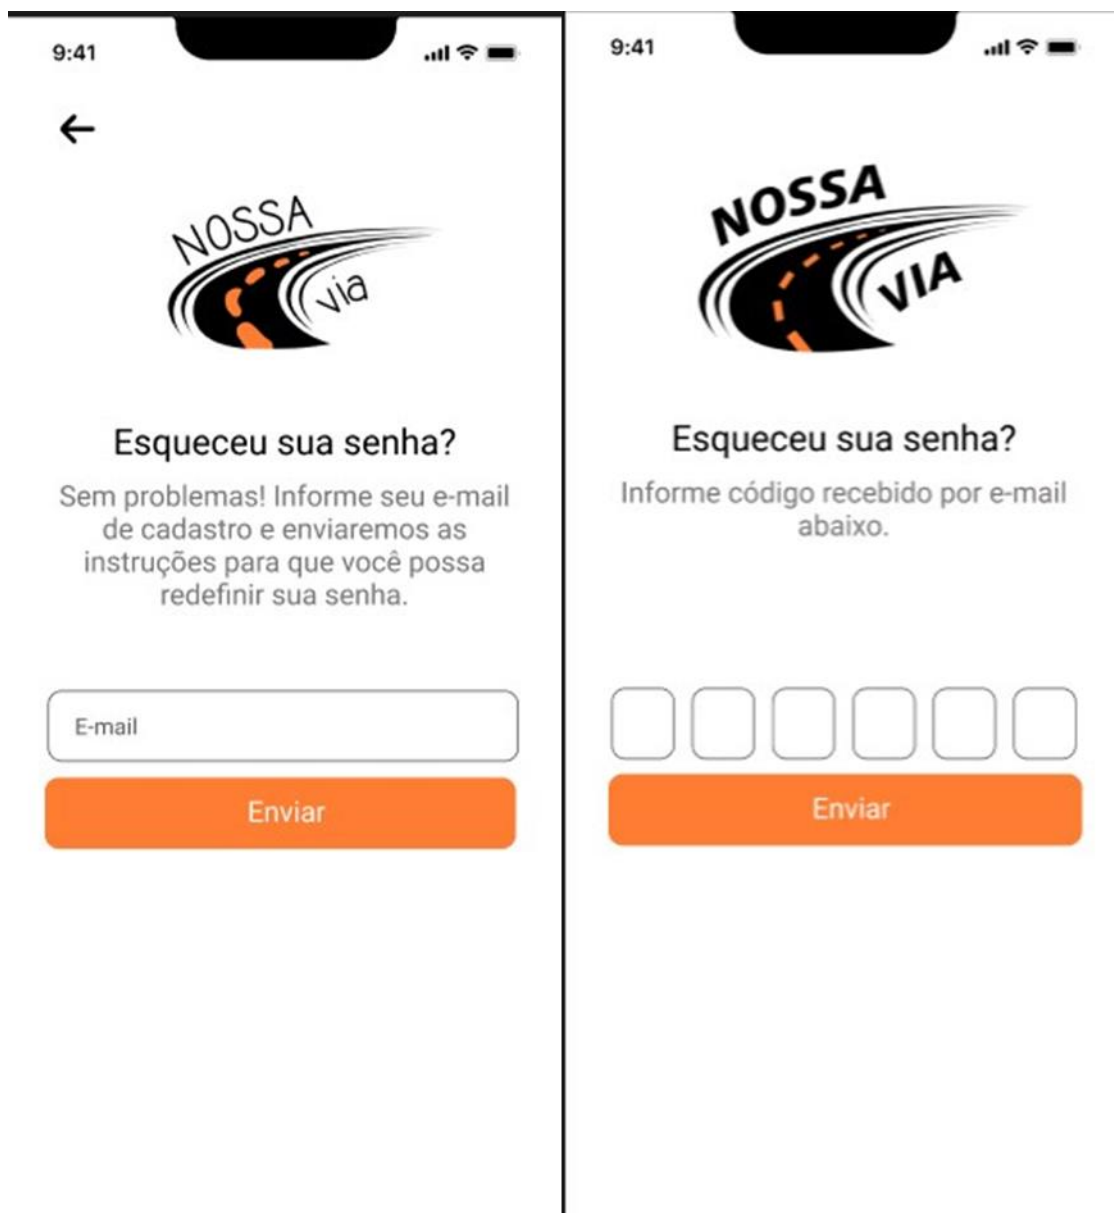 9:41
NOSSA
via
Esqueceu sua senha?
Sem problemas! Informe seu e-mail
de cadastro e enviaremos as
instruções para que você possa
redefinir sua senha.
E-mail
Enviar
9:41
NOSSA
VIA
Esqueceu sua senha?
Informe código recebido por e-mail
abaixo.
Enviar